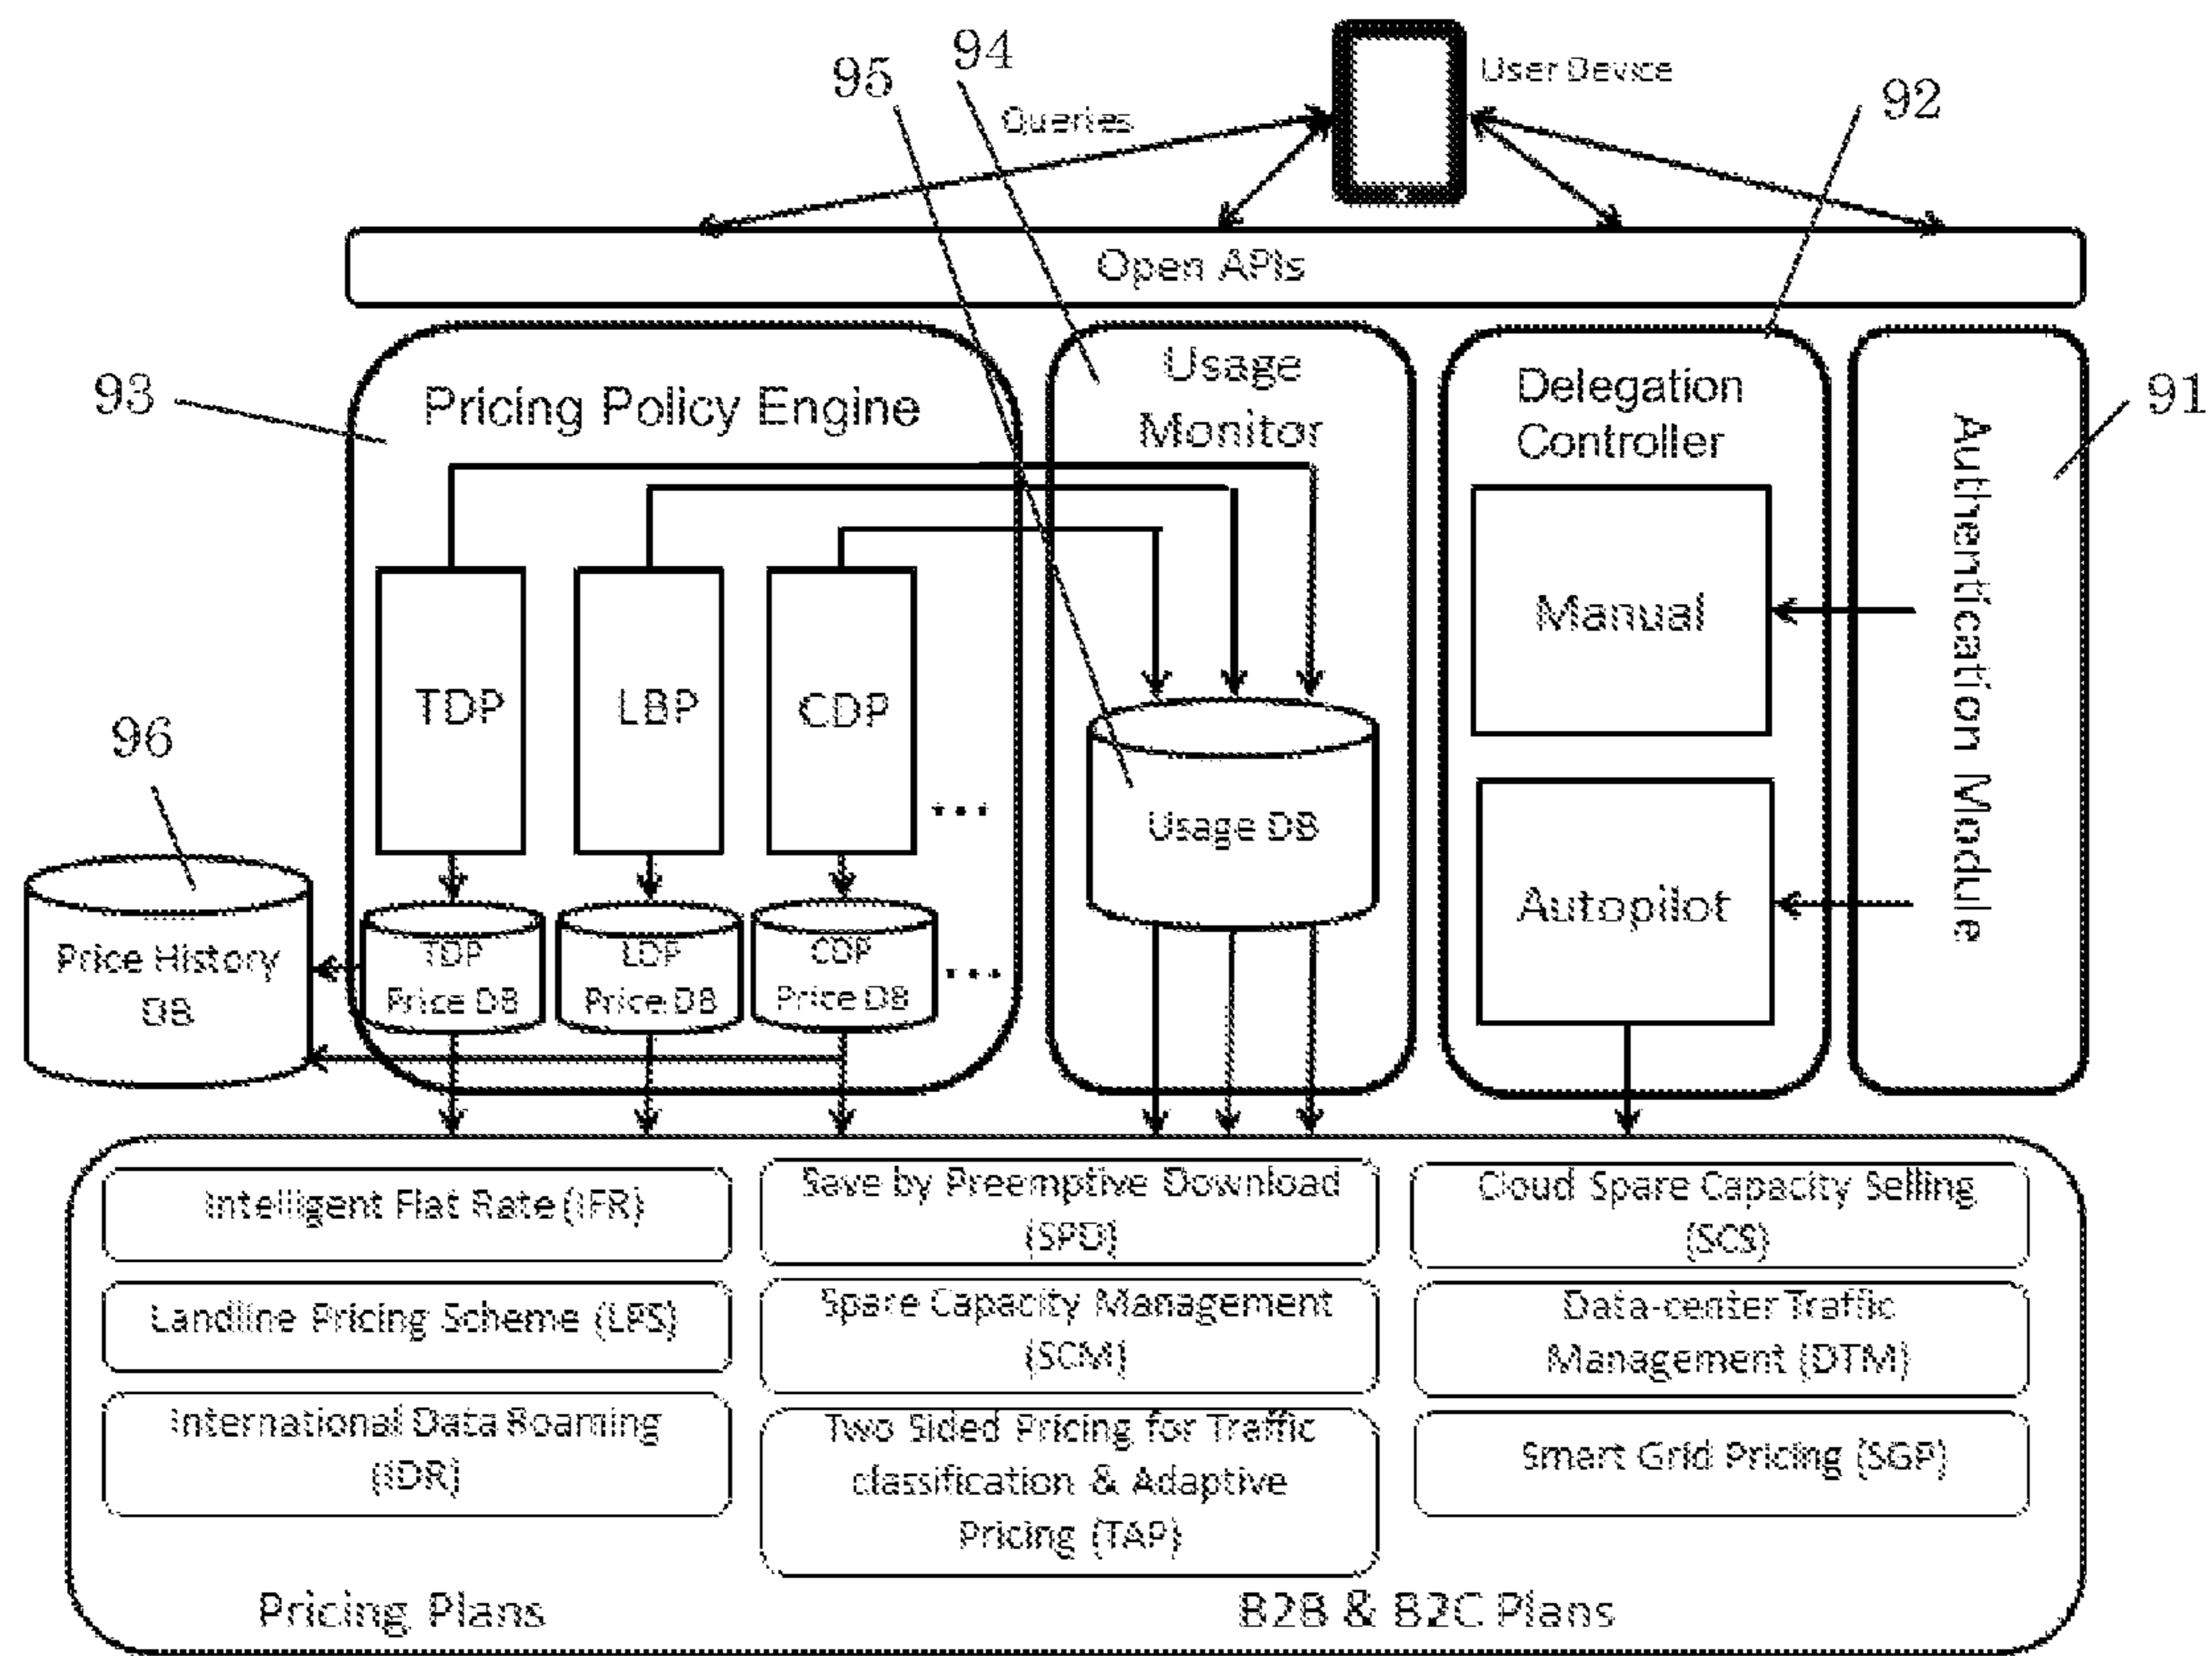 94
95
User Device
92
Queries
Open APIs
93
Pricing Policy Engine
Usage
Monitor
Delegation
Controller
91
Authentication Module
Manual
TDP
LBP
CDP
...
96
Usage DB
Autopilot
Price History
DB
TDP
Price DB
LDP
Price DB
CDP
Price DB
...
Intelligent Flat Rate (IFR)
Save by Preemptive Download
(SPD)
Cloud Spare Capacity Selling
(SCS)
Landline Pricing Scheme (LPS)
Spare Capacity Management
(SCM)
Data-center Traffic
Management (DTM)
International Data Roaming
(IDR)
Two Sided Pricing for Traffic
classification & Adaptive
Pricing (TAP)
Smart Grid Pricing (SGP)
Pricing Plans
B2B & B2C Plans